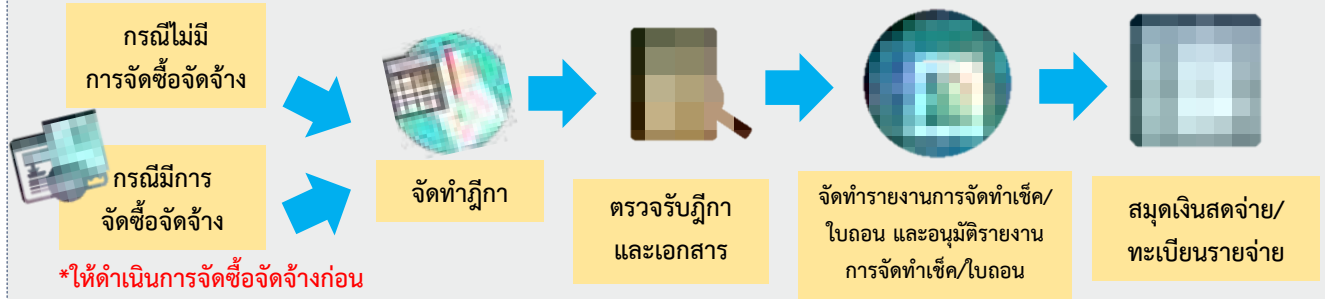 กรณีไม่มี
การจัดซื้อจัดจ้าง
กรณีมีการ
จัดซื้อจัดจ้าง
*ให้ดำเนินการจัดซื้อจัดจ้างก่อน
จัดทำฎีกา
ตรวจรับฎีกา
และเอกสาร
จัดทำรายงานการจัดทำเช็ค/
ใบถอน และอนุมัติรายงาน
การจัดทำเช็ค/ใบถอน
สมุดเงินสดจ่าย/
ทะเบียนรายจ่าย